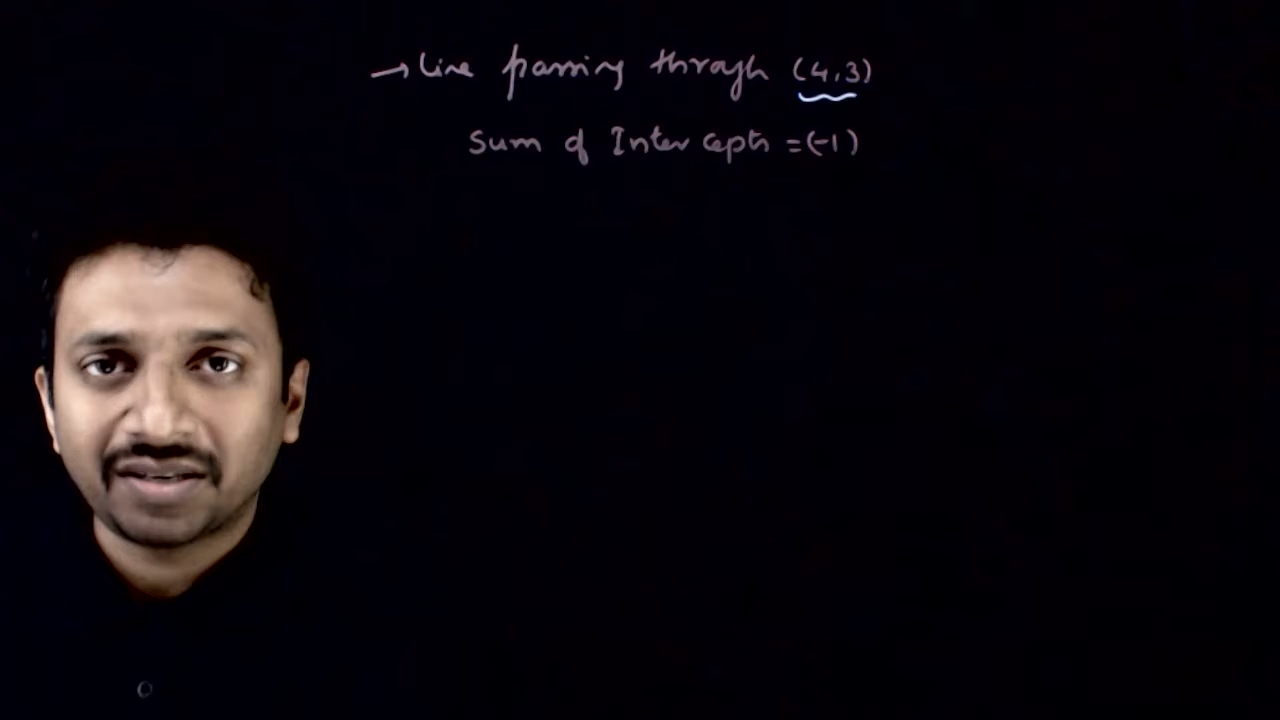 → Line passing through (4,3)
Sum of Intercepts = (-1)